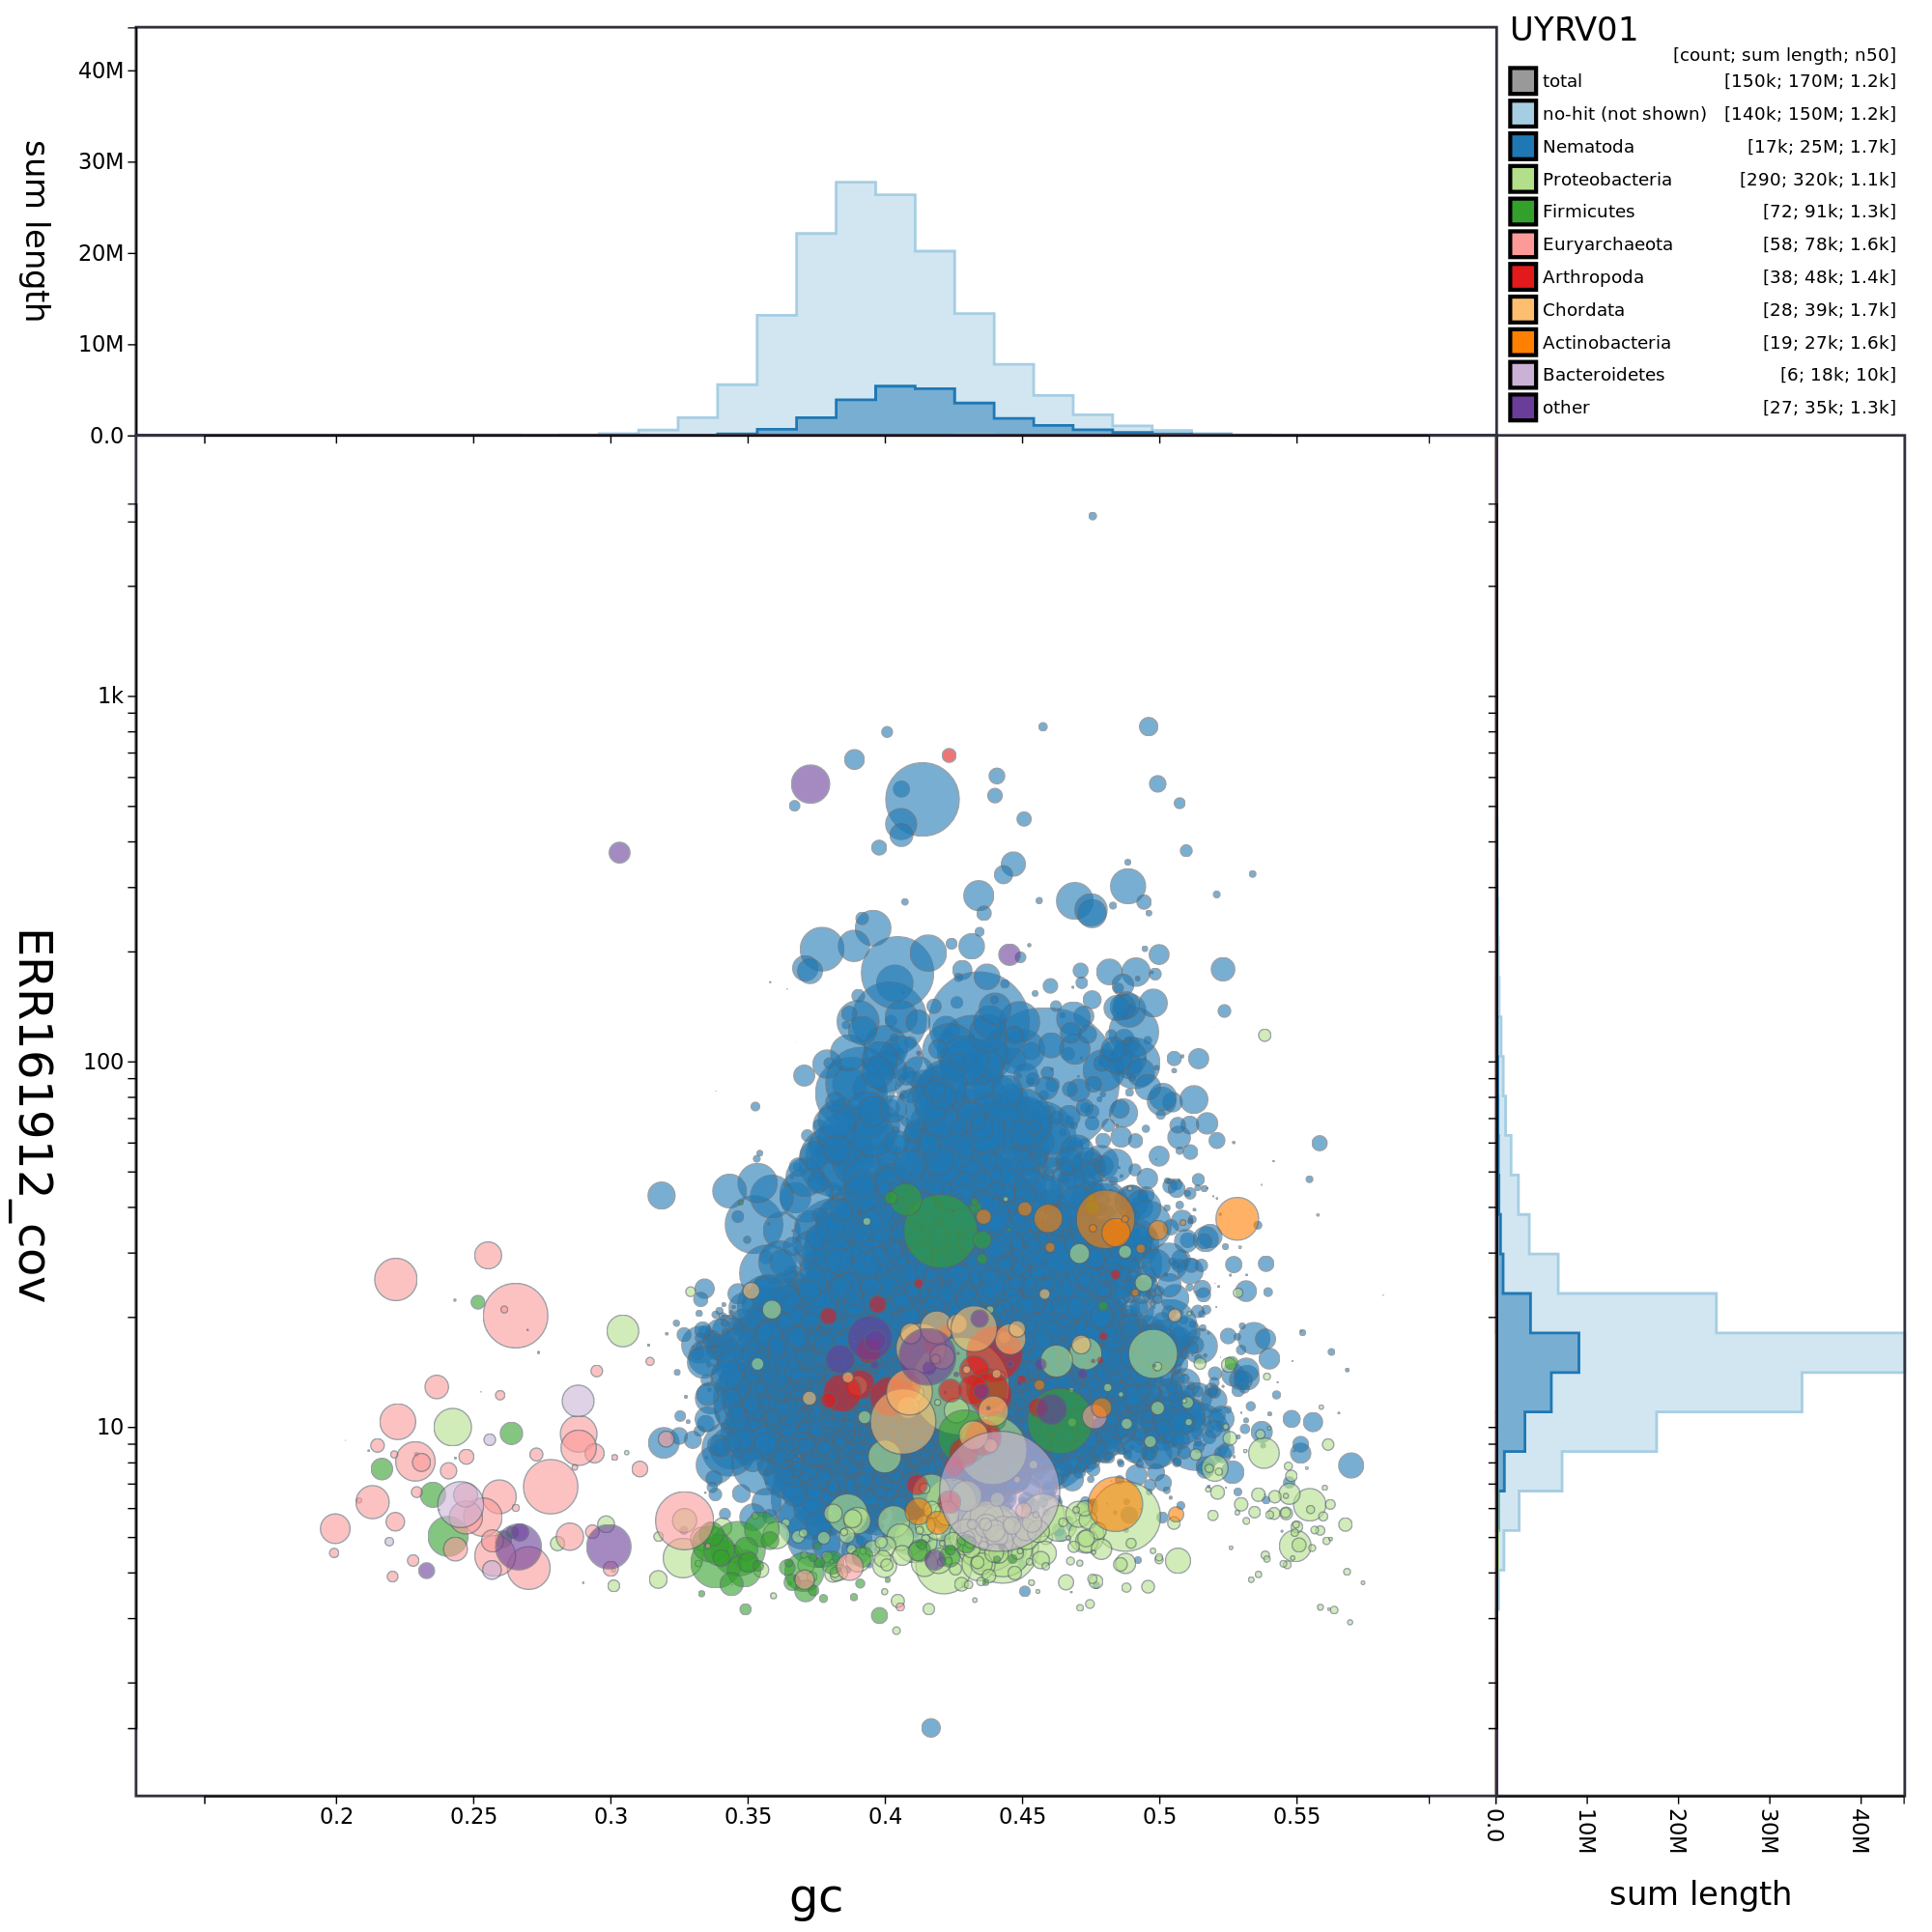 UYRV01
[count; sum length; n50]
total [150k; 170M; 1.2k]
no-hit (not shown) [140k; 150M; 1.2k]
Nematoda [17k; 25M; 1.7k]
Proteobacteria [290; 320k; 1.1k]
Firmicutes [72; 91k; 1.3k]
Euryarchaeota [58; 78k; 1.6k]
Arthropoda [38; 48k; 1.4k]
Chordata [28; 39k; 1.7k]
Actinobacteria [19; 27k; 1.6k]
Bacteroidetes [6; 18k; 10k]
other [27; 35k; 1.3k]
sum length
40M
30M
20M
10M
0.0
ERR161912_cov
1k
100
10
0.2 0.25 0.3 0.35 0.4 0.45 0.5 0.55
gc
0.0 10M 20M 30M 40M
sum length